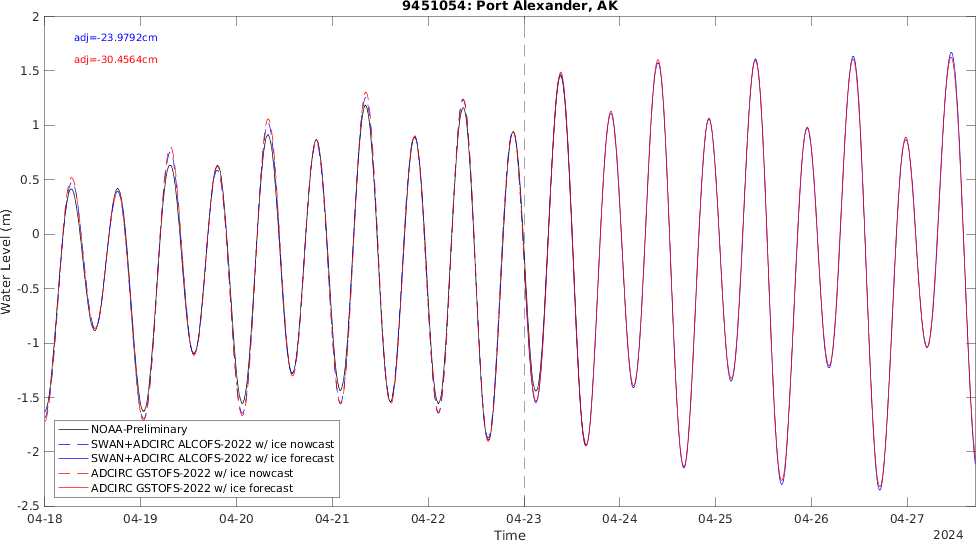 9451054: Port Alexander, AK
adj=-23.9792cm
adj=-30.4564cm
2
1.5
1
0.5
0
-0.5
-1
-1.5
-2
-2.5
Water Level (m)
NOAA-Preliminary
SWAN+ADCIRC ALCOFS-2022 w/ ice nowcast
SWAN+ADCIRC ALCOFS-2022 w/ ice forecast
ADCIRC GSTOFS-2022 w/ ice nowcast
ADCIRC GSTOFS-2022 w/ ice forecast
04-18 04-19 04-20 04-21 04-22 04-23 04-24 04-25 04-26 04-27
Time
2024